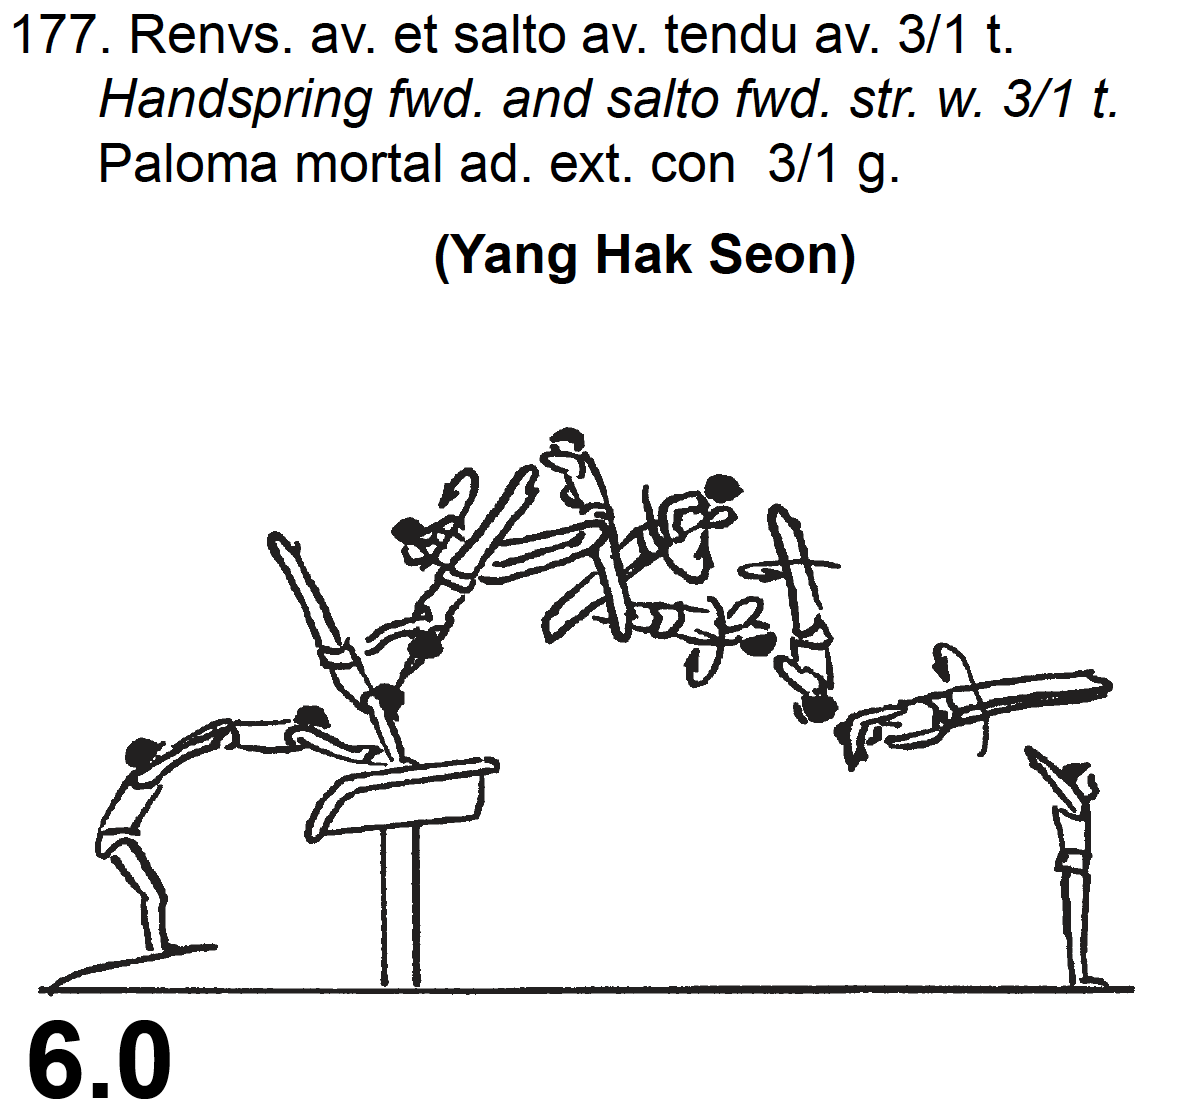 177. Renvs. av. et salto av. tendu av. 3/1 t.
Handspring fwd. and salto fwd. str. w. 3/1 t.
Paloma mortal ad. ext. con 3/1 g.
(Yang Hak Seon)
6.0